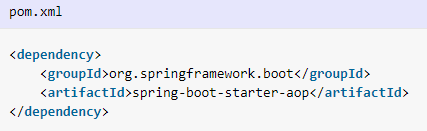 pom.xml
<dependency>
    <groupId>org.springframework.boot</groupId>
    <artifactId>spring-boot-starter-aop</artifactId>
</dependency>